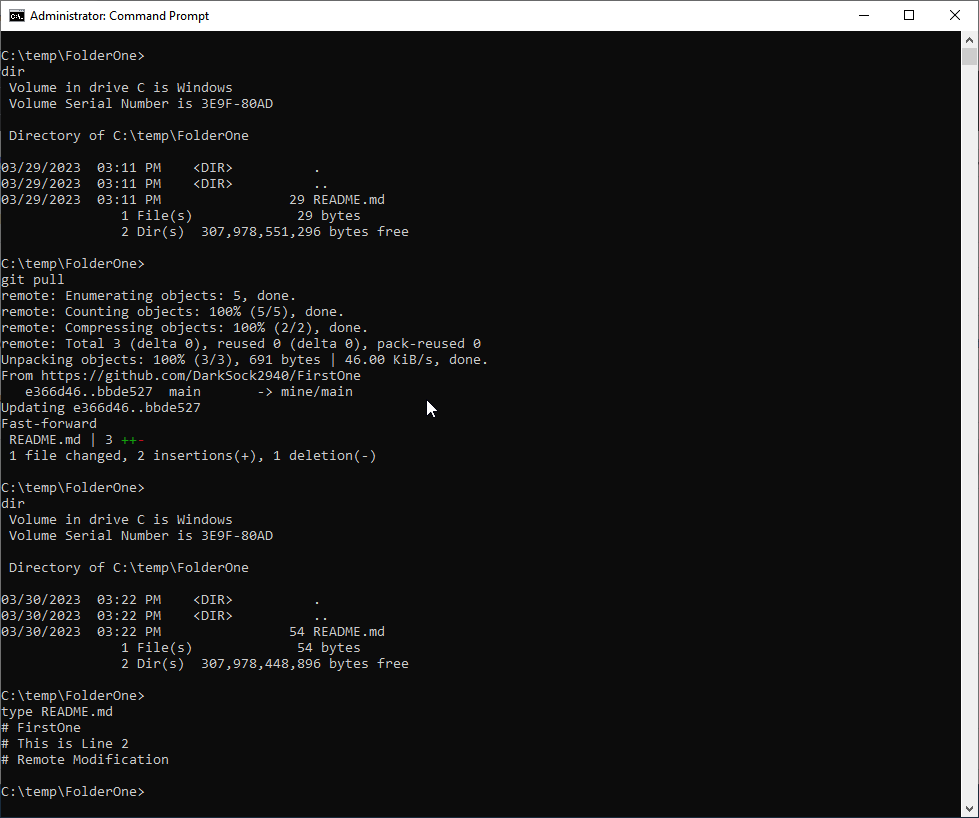 Administrator: Command Prompt
C:\temp\FolderOne>
dir
 Volume in drive C is Windows
 Volume Serial Number is 3E9F-80AD

 Directory of C:\temp\FolderOne

03/29/2023  03:11 PM    <DIR>          .
03/29/2023  03:11 PM    <DIR>          ..
03/29/2023  03:11 PM                29 README.md
               1 File(s)             29 bytes
               2 Dir(s)  307,978,551,296 bytes free

C:\temp\FolderOne>
git pull
remote: Enumerating objects: 5, done.
remote: Counting objects: 100% (5/5), done.
remote: Compressing objects: 100% (2/2), done.
remote: Total 3 (delta 0), reused 0 (delta 0), pack-reused 0
Unpacking objects: 100% (3/3), 691 bytes | 46.00 KiB/s, done.
From https://github.com/DarkSock2940/FirstOne
   e366d46..bbde527  main       -> mine/main
Updating e366d46..bbde527
Fast-forward
 README.md | 3 ++-
 1 file changed, 2 insertions(+), 1 deletion(-)

C:\temp\FolderOne>
dir
 Volume in drive C is Windows
 Volume Serial Number is 3E9F-80AD

 Directory of C:\temp\FolderOne

03/30/2023  03:22 PM    <DIR>          .
03/30/2023  03:22 PM    <DIR>          ..
03/30/2023  03:22 PM                54 README.md
               1 File(s)             54 bytes
               2 Dir(s)  307,978,448,896 bytes free

C:\temp\FolderOne>
type README.md
# FirstOne
# This is Line 2
# Remote Modification

C:\temp\FolderOne>